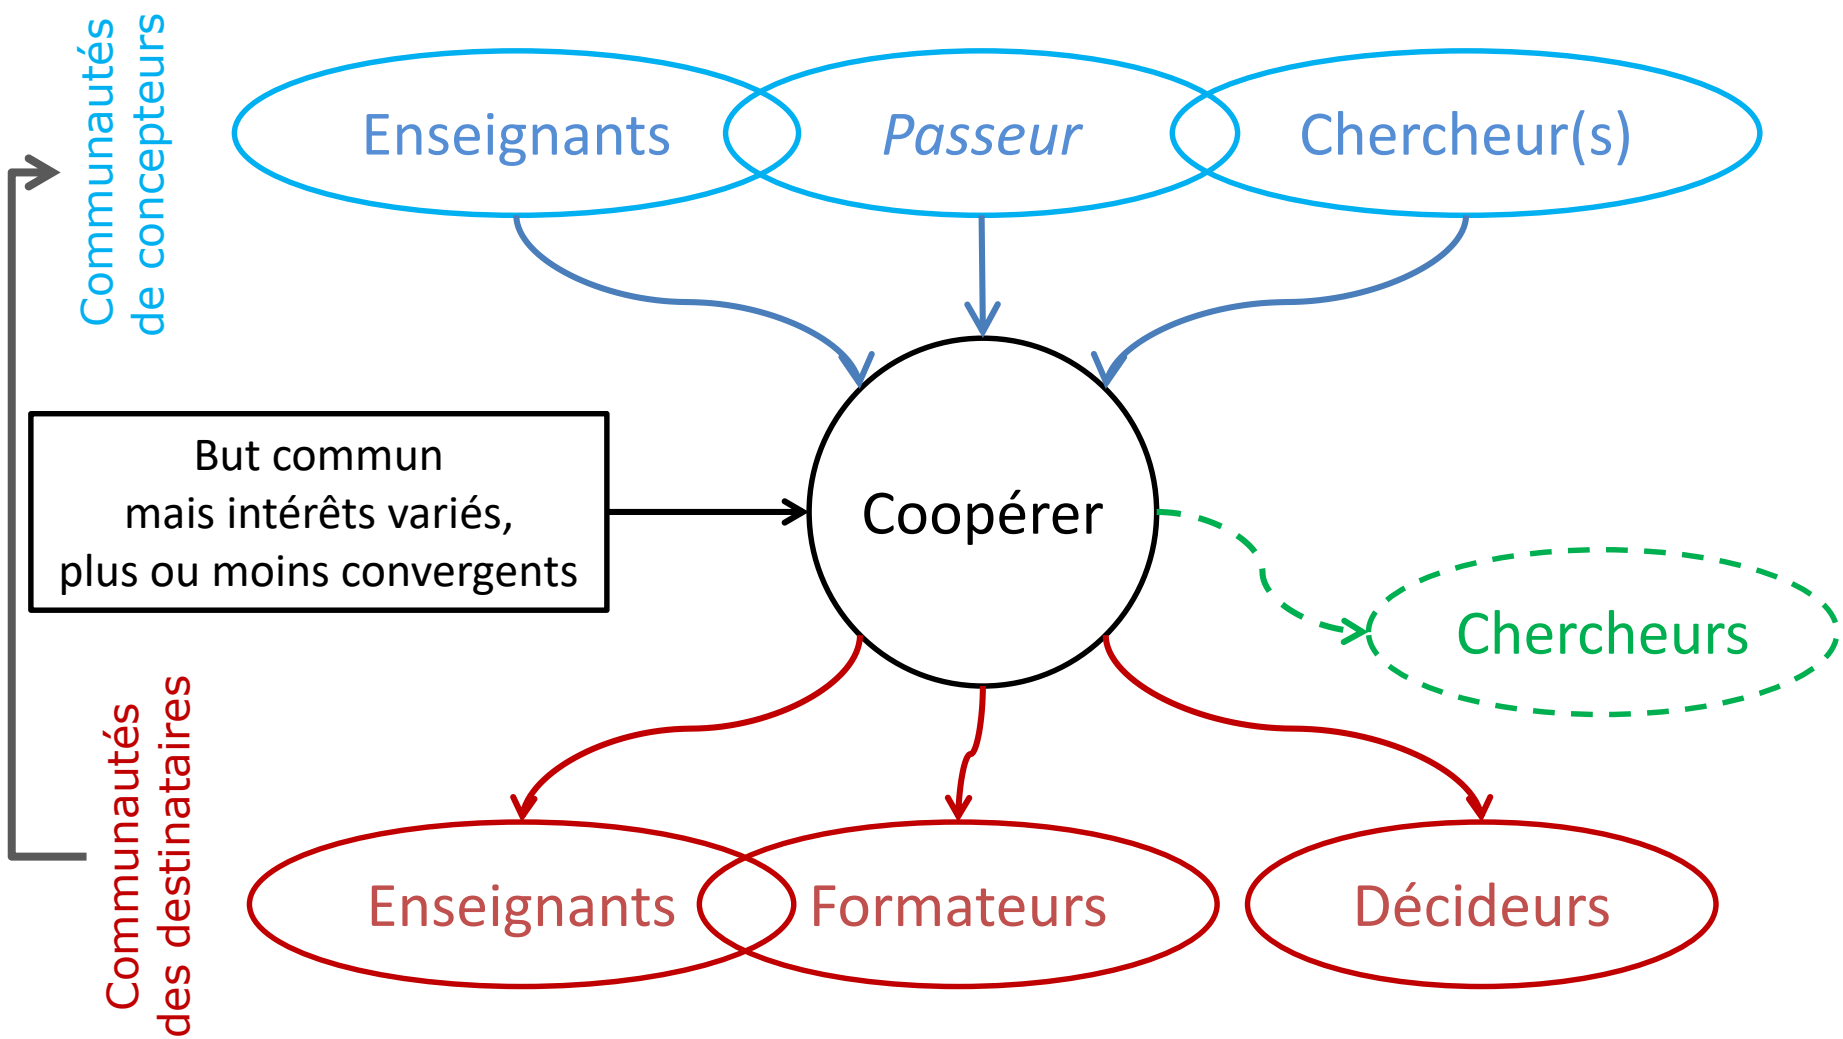 Communautés
de concepteurs
Enseignants
Passeur
Chercheur(s)
But commun
mais intérêts variés,
plus ou moins convergents
Coopérer
Chercheurs
Communautés
des destinataires
Enseignants
Formateurs
Décideurs